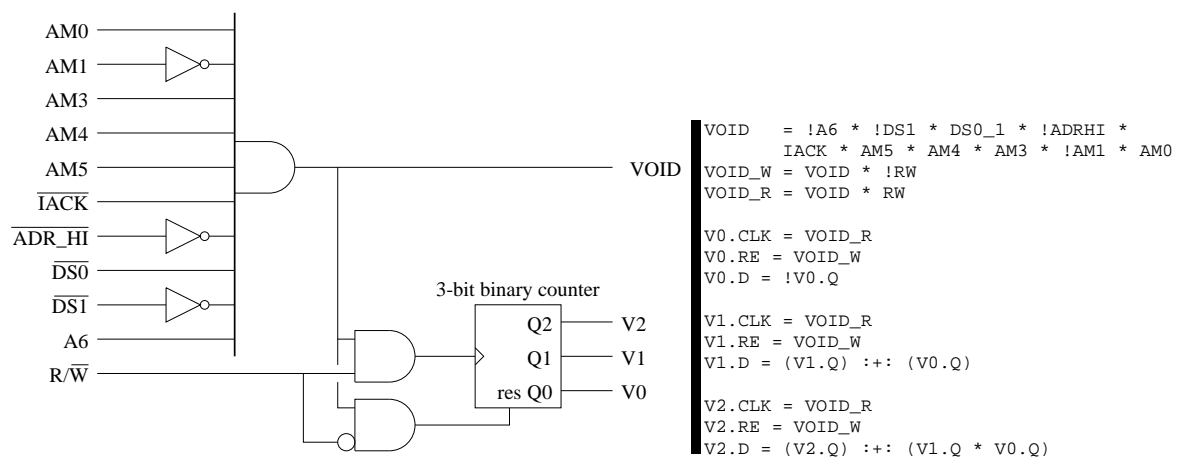 AM0
AM1
AM3
AM4
AM5
IACK
ADR_HI
DS0
DS1
A6
R/W
VOID
3-bit binary counter
Q2
Q1
res Q0
V2
V1
V0
VOID = !A6 * !DS1 * DS0_1 * !ADRHI *
IACK * AM5 * AM4 * AM3 * !AM1 * AM0
VOID_W = VOID * !RW
VOID_R = VOID * RW
V0.CLK = VOID_R
V0.RE = VOID_W
V0.D = !V0.Q
V1.CLK = VOID_R
V1.RE = VOID_W
V1.D = (V1.Q) :+: (V0.Q)
V2.CLK = VOID_R
V2.RE = VOID_W
V2.D = (V2.Q) :+: (V1.Q * V0.Q)